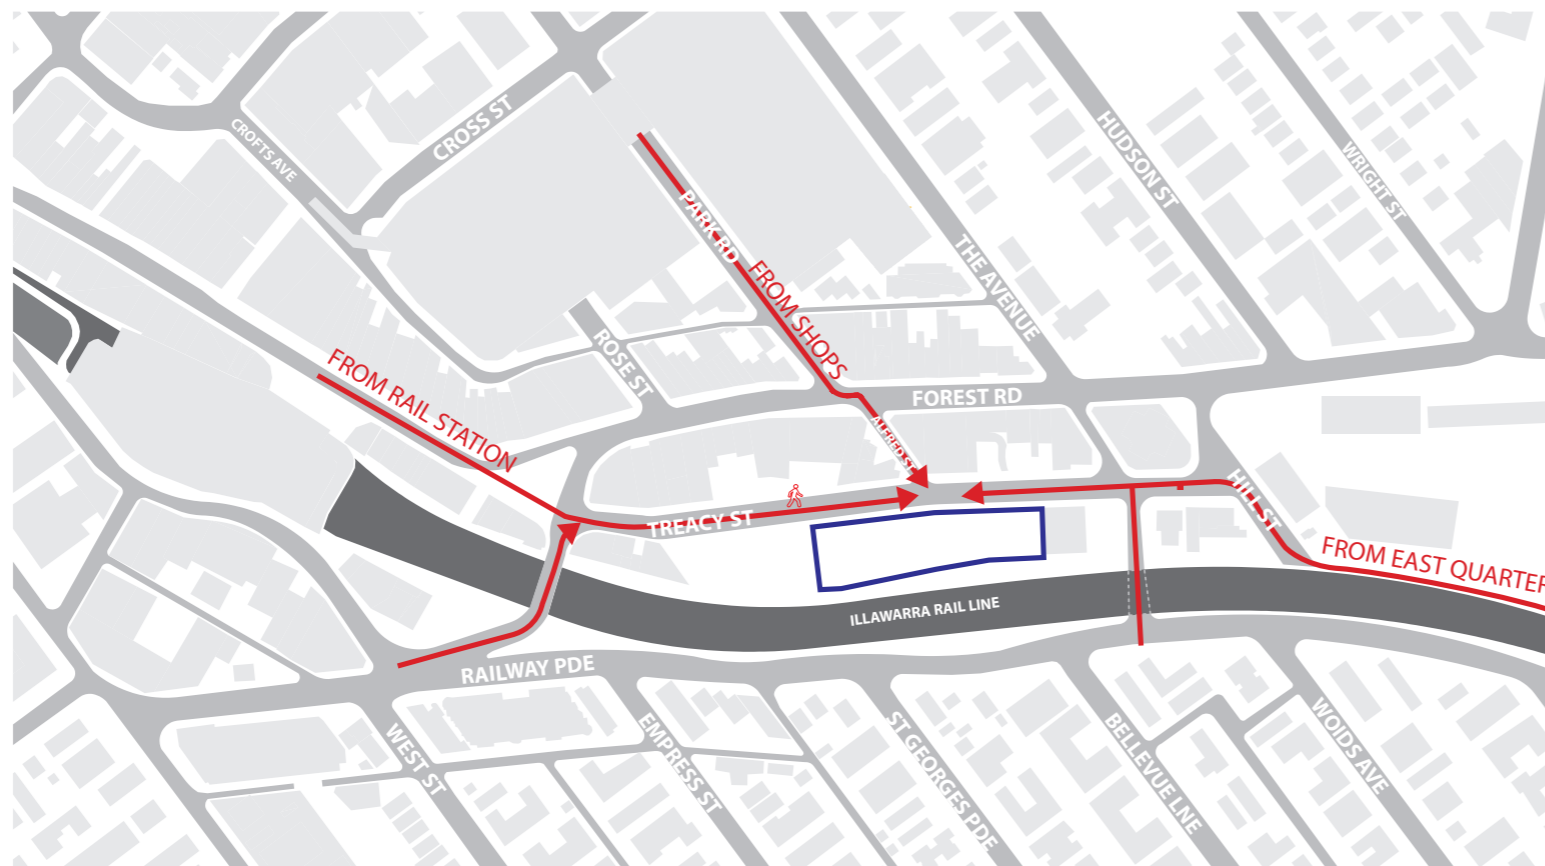 CROFTS AVE
CROSS ST
PARK RD
FROM SHOPS
HUDSON ST
WRIGHT ST
THE AVENUE
ROSE ST
FROM RAIL STATION
FOREST RD
ALFRED ST
TREACY ST
HILL ST
FROM EAST QUARTER
ILLAWARRA RAIL LINE
RAILWAY PDE
WEST ST
EMPRESS ST
ST GEORGES PDE
BELLEVUE LNE
WOIDS AVE